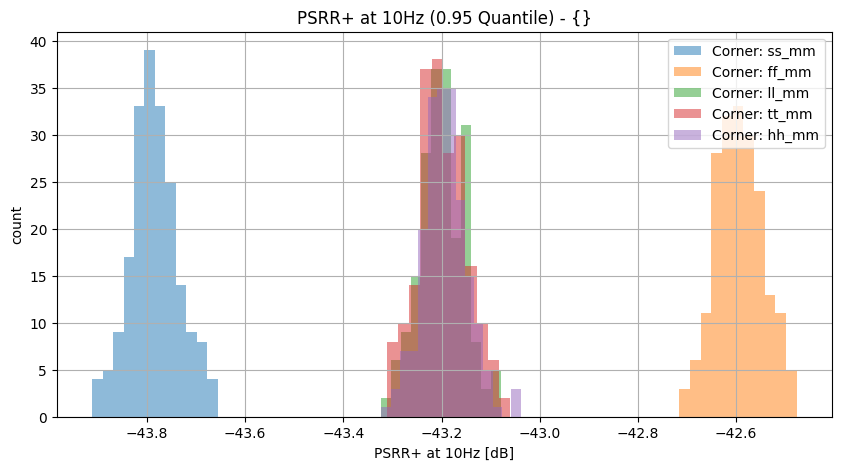 PSRR+ at 10Hz (0.95 Quantile) - {}
count
40
35
30
25
20
15
10
5
0
Corner: ss_mm
Corner: ff_mm
Corner: ll_mm
Corner: tt_mm
Corner: hh_mm
−43.8 −43.6 −43.4 −43.2 −43.0 −42.8 −42.6
PSRR+ at 10Hz [dB]